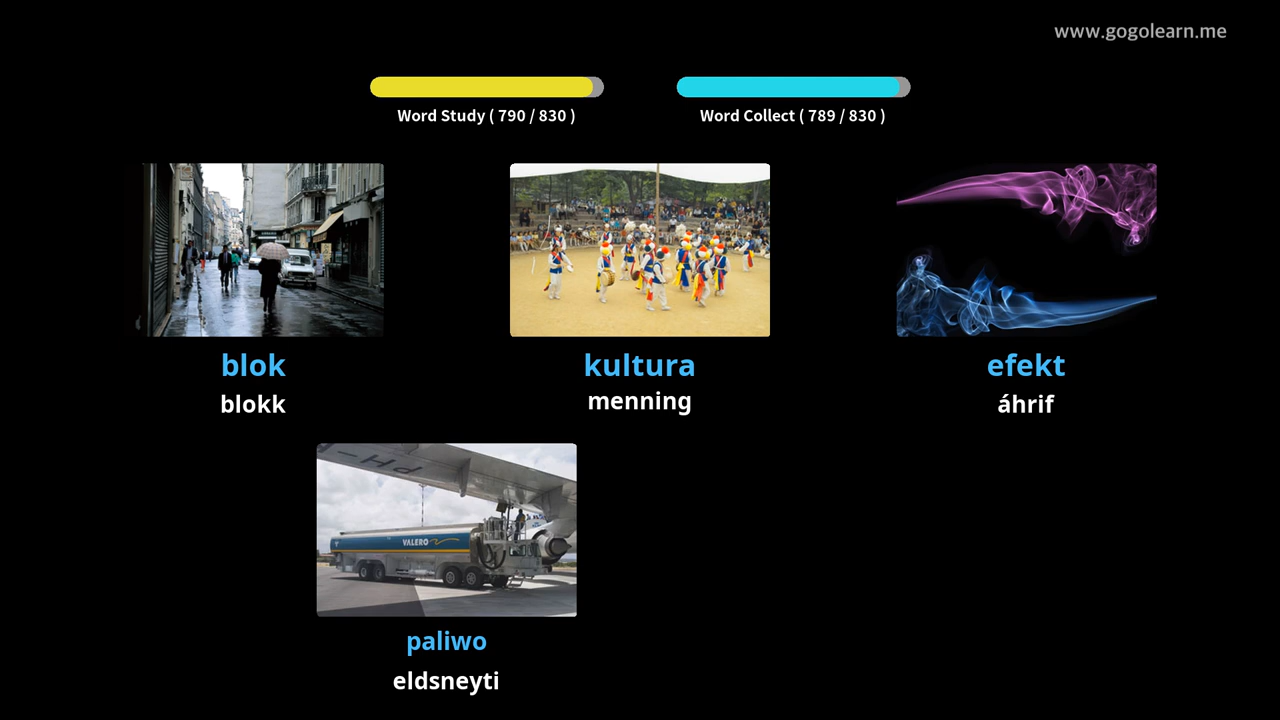 www.gogolearn.me
Word Study ( 790 / 830 )
Word Collect ( 789 / 830 )
blok
blokk
kultura
menning
efekt
áhrif
VALERO
paliwo
eldsneyti